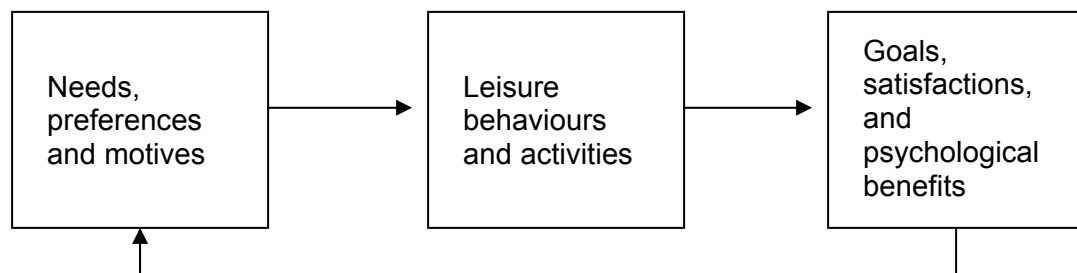 Needs,
preferences
and motives
Leisure
behaviours
and activities
Goals,
satisfactions,
and
psychological
benefits